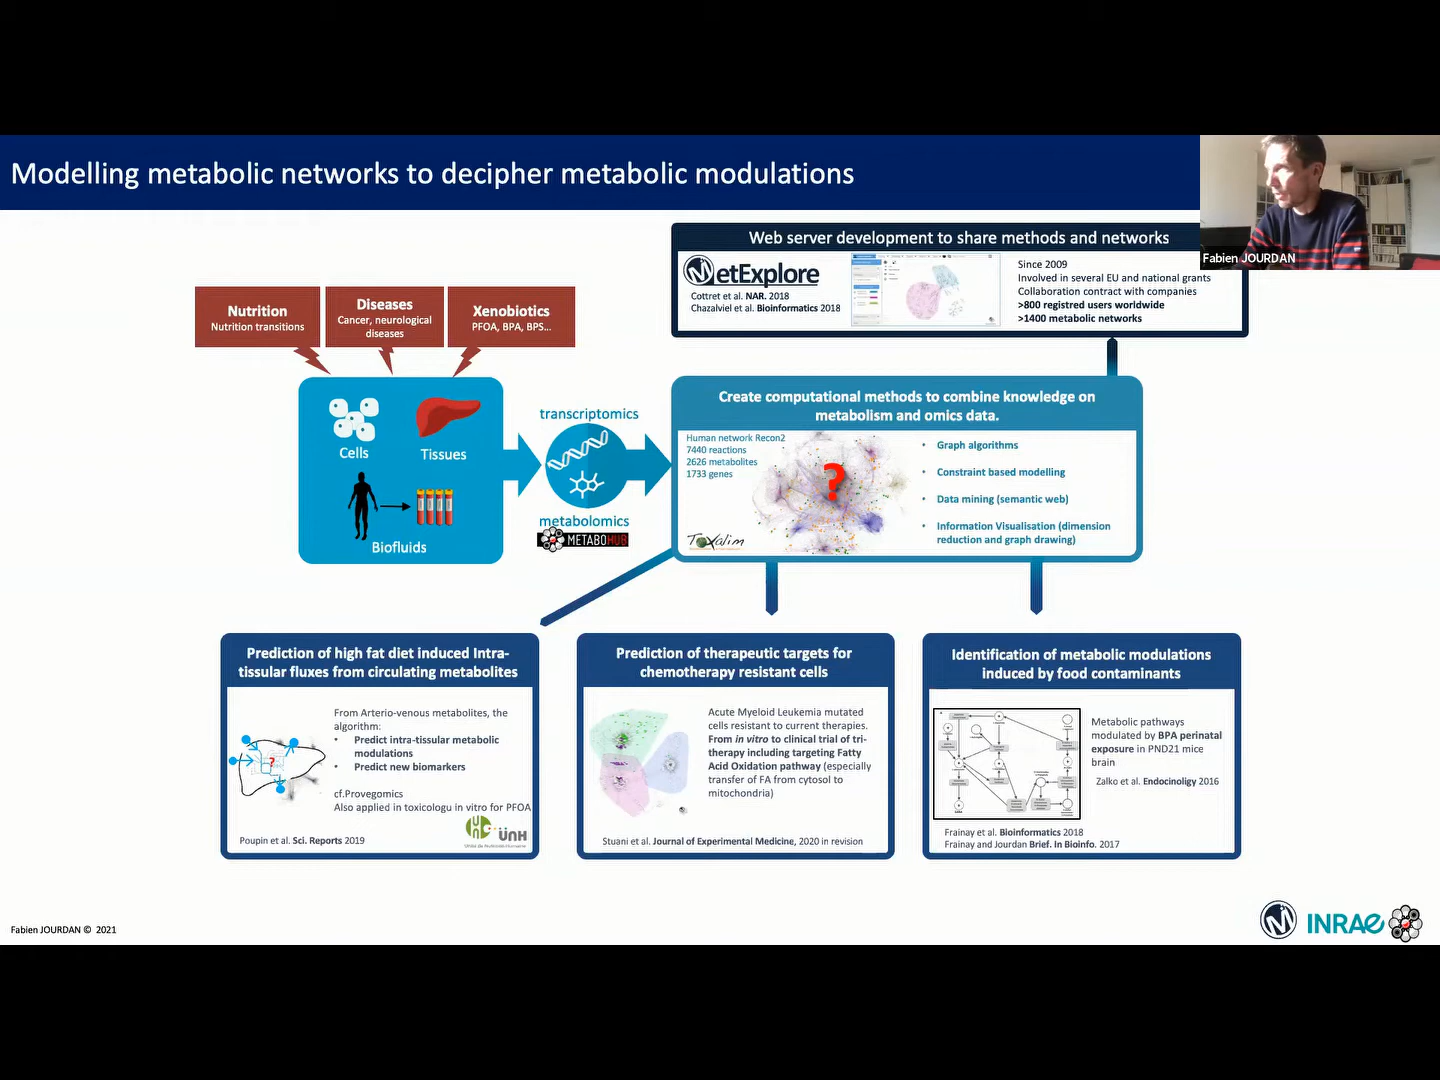 Modelling metabolic networks to decipher metabolic modulations
Fabien JOURDAN
Web server development to share methods and networks
MetExplore
Cottret et al. NAR. 2018
Chazalviel et al. Bioinformatics 2018
Since 2009
Involved in several EU and national grants
Collaboration contract with companies
>800 registred users worldwide
>1400 metabolic networks
Nutrition
Nutrition transitions
Diseases
Cancer, neurological
diseases
Xenobiotics
PFOA, BPA, BPS...
Cells
Tissues
Biofluids
transcriptomics
metabolomics
METABOHUB
Create computational methods to combine knowledge on
metabolism and omics data.
Human network Recon2
7440 reactions
2626 metabolites
1733 genes
?
Toxalim
• Graph algorithms
• Constraint based modelling
• Data mining (semantic web)
• Information Visualisation (dimension
reduction and graph drawing)
Prediction of high fat diet induced Intra-
tissular fluxes from circulating metabolites
From Arterio-venous metabolites, the
algorithm:
• Predict intra-tissular metabolic
modulations
• Predict new biomarkers
cf.Provegomics
Also applied in toxicologu in vitro for PFOA
?
UNH
Poupin et al. Sci. Reports 2019
Prediction of therapeutic targets for
chemotherapy resistant cells
Acute Myeloid Leukemia mutated
cells resistant to current therapies.
From in vitro to clinical trial of tri-
therapy including targeting Fatty
Acid Oxidation pathway (especially
transfer of FA from cytosol to
mitochondria)
Stuani et al. Journal of Experimental Medicine, 2020 in revision
Identification of metabolic modulations
induced by food contaminants
Metabolic pathways
modulated by BPA perinatal
exposure in PND21 mice
brain
Zalko et al. Endocinoligy 2016
Frainay et al. Bioinformatics 2018
Frainay and Jourdan Brief. In Bioinfo. 2017
Fabien JOURDAN © 2021
INRAE